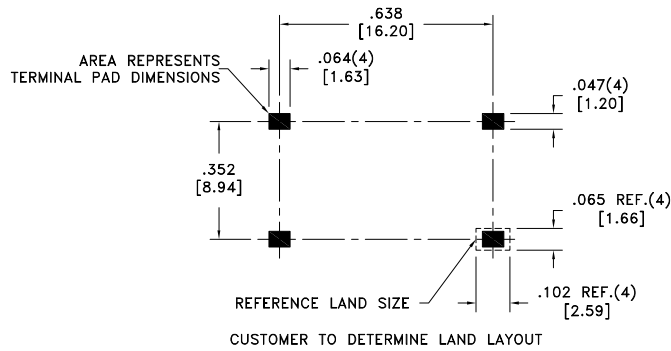 .638
[16.20]
AREA REPRESENTS
TERMINAL PAD DIMENSIONS
.064(4)
[1.63]
.047(4)
[1.20]
.352
[8.94]
.065 REF.(4)
[1.66]
REFERENCE LAND SIZE
.102 REF.(4)
[2.59]
CUSTOMER TO DETERMINE LAND LAYOUT